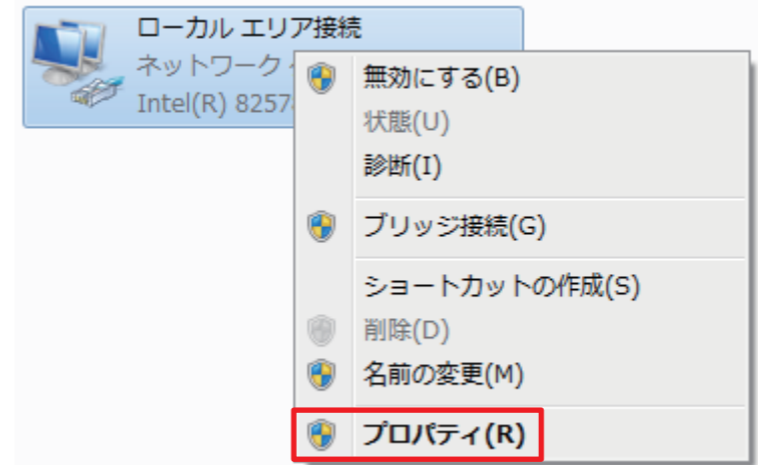 ローカル エリア接続
ネットワーク
Intel(R) 8257
無効にする(B)
状態(U)
診断(I)
ブリッジ接続(G)
ショートカットの作成(S)
削除(D)
名前の変更(M)
プロパティ(R)